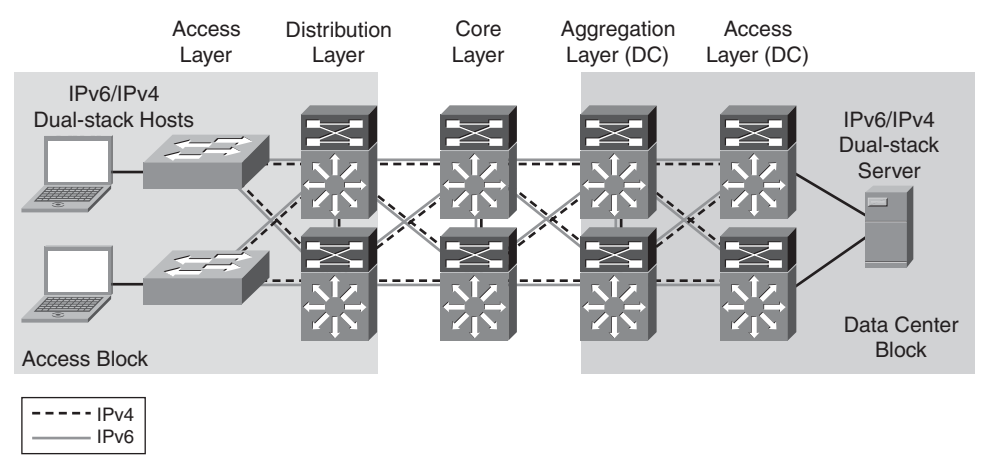 Access
Layer
Distribution
Layer
Core
Layer
Aggregation
Layer (DC)
Access
Layer (DC)
IPv6/IPv4
Dual-stack Hosts
IPv6/IPv4
Dual-stack
Server
Access Block
Data Center
Block
IPv4
IPv6